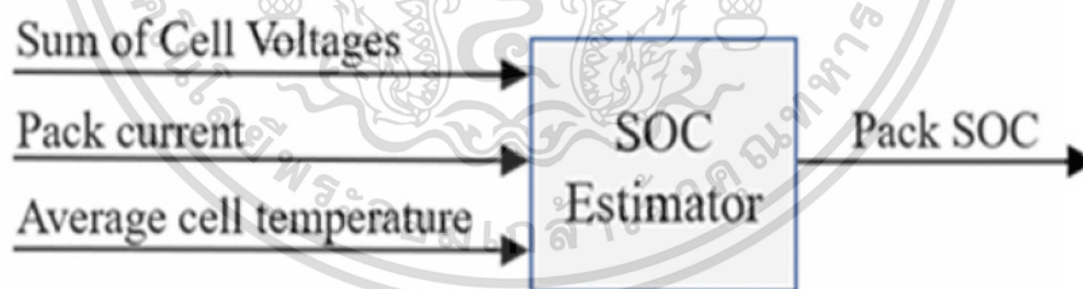 Sum of Cell Voltages
Pack current
Average cell temperature
SOC
Estimator
Pack SOC